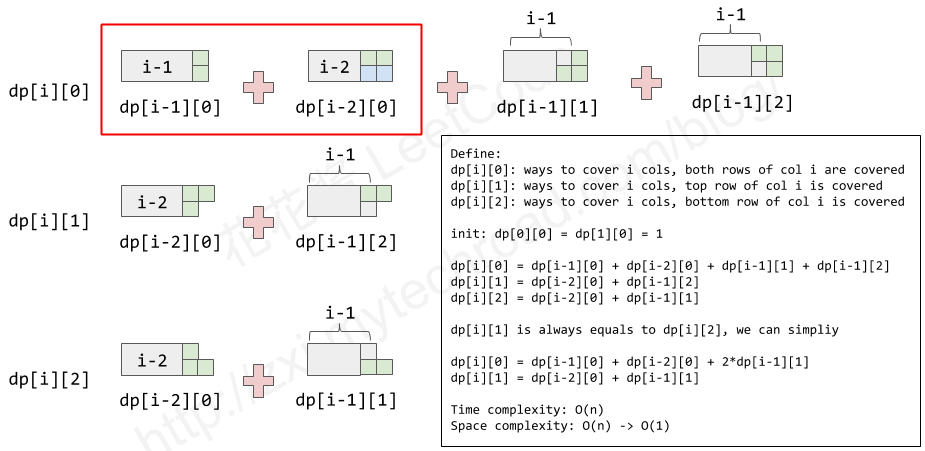 i-1
i-1
dp[i][0]
i-1
i-2
dp[i-1][0]
dp[i-2][0]
dp[i-1][1]
dp[i-1][2]
i-1
dp[i][1]
i-2
dp[i-2][0]
dp[i-1][2]
i-1
dp[i][2]
i-2
dp[i-2][0]
dp[i-1][1]
Define:
dp[i][0]: ways to cover i cols, both rows of col i are covered
dp[i][1]: ways to cover i cols, top row of col i is covered
dp[i][2]: ways to cover i cols, bottom row of col i is covered
init: dp[0][0] = dp[1][0] = 1
dp[i][0] = dp[i-1][0] + dp[i-2][0] + dp[i-1][1] + dp[i-1][2]
dp[i][1] = dp[i-2][0] + dp[i-1][2]
dp[i][2] = dp[i-2][0] + dp[i-1][1]
dp[i][1] is always equals to dp[i][2], we can simpliy
dp[i][0] = dp[i-1][0] + dp[i-2][0] + 2*dp[i-1][1]
dp[i][1] = dp[i-2][0] + dp[i-1][1]
Time complexity: O(n)
Space complexity: O(n) -> O(1)
花花酱 LeetCode
http://zxi.mytechroad.com/blog/